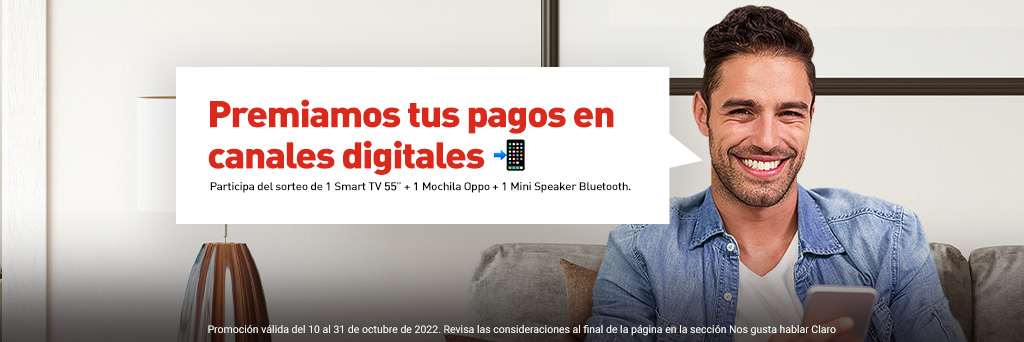 Premiamos tus pagos en
canales digitales 📲
Participa del sorteo de 1 Smart TV 55" + 1 Mochila Oppo + 1 Mini Speaker Bluetooth.
Promoción válida del 10 al 31 de octubre de 2022. Revisa las consideraciones al final de la página en la sección Nos gusta hablar Claro